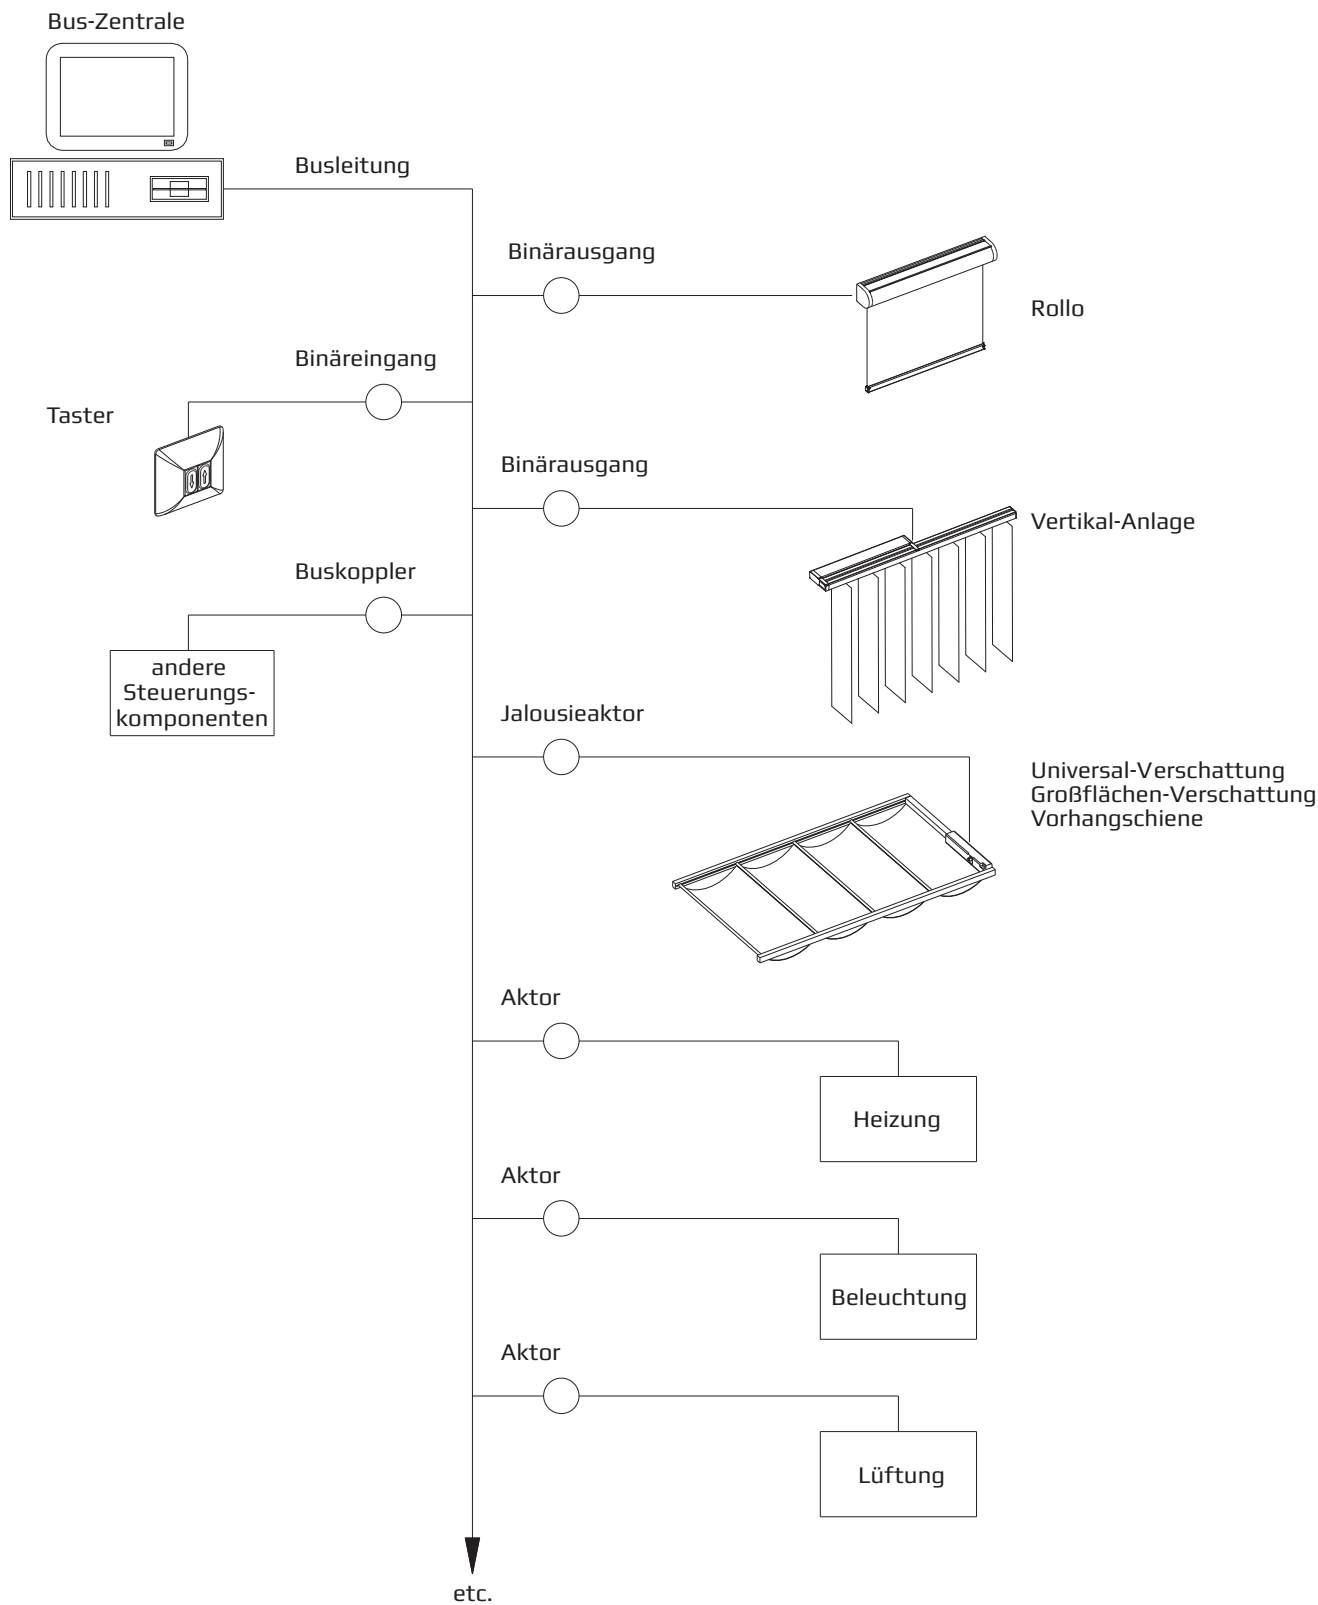 Bus-Zentrale
Busleitung
Binärausgang
Rollo
Binäreingang
Taster
Binärausgang
Vertikal-Anlage
Buskoppler
andere
Steuerungs-
komponenten
Jalousieaktor
Universal-Verschattung
Großflächen-Verschattung
Vorhangschiene
Aktor
Heizung
Aktor
Beleuchtung
Aktor
Lüftung
etc.